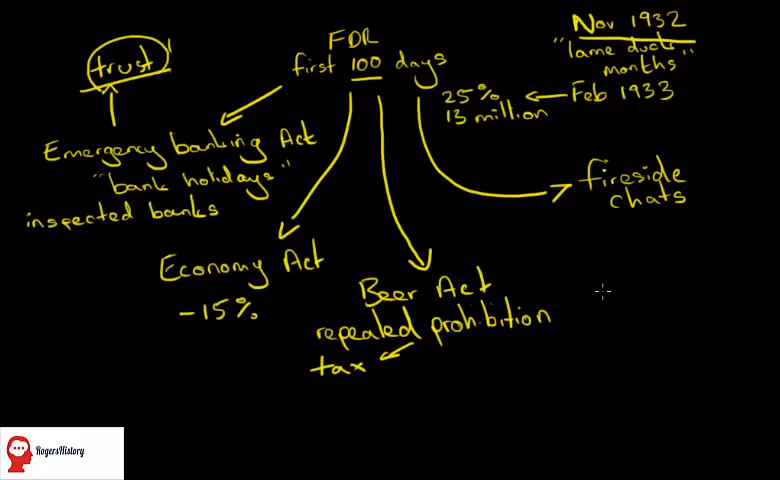 Nov 1932
"lame ducks"
months
Feb 1933
25%
13 million
FDR
first 100 days
trust
Emergency banking Act
"bank holidays"
inspected banks
fireside
chats
Economy Act
-15%
Beer Act
repealed prohibition
tax
RogersHistory